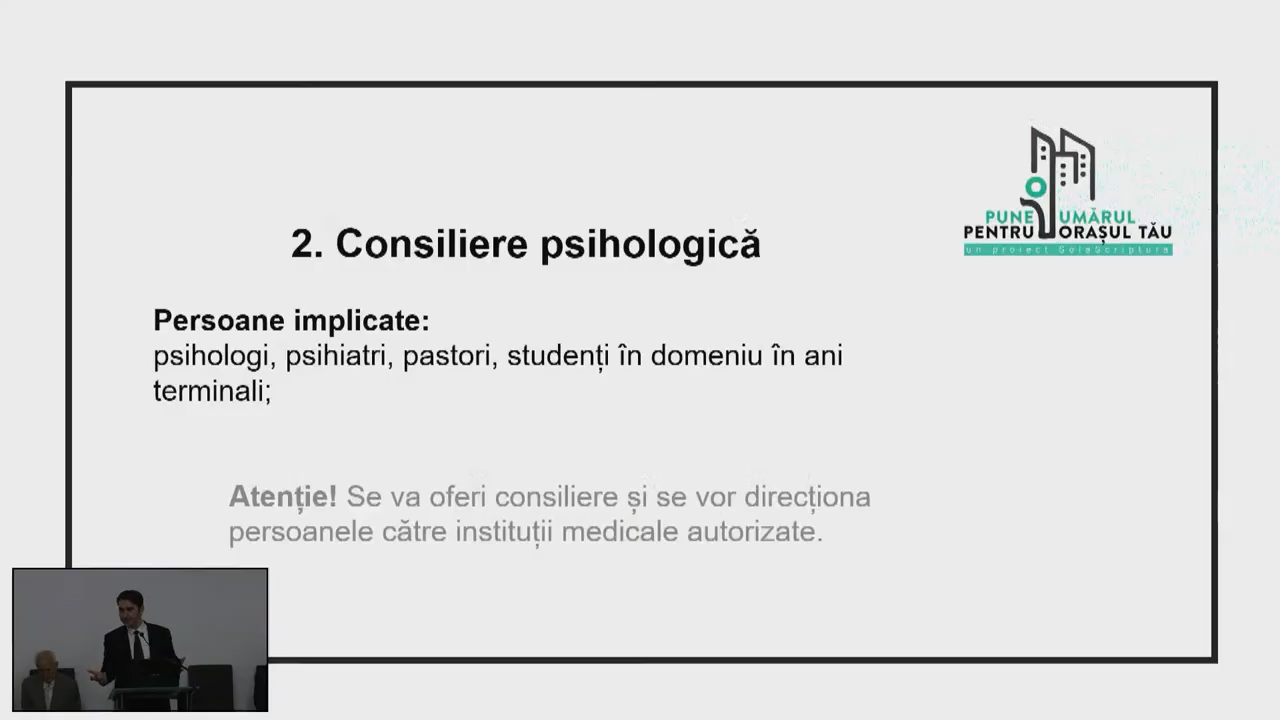 PUNE UMĂRUL
PENTRU ORAȘUL TĂU
un proiect SolaScriptura
2. Consiliere psihologică
Persoane implicate:
psihologi, psihiatri, pastori, studenți în domeniu în ani
terminali;
Atenție! Se va oferi consiliere și se vor direcționa
persoanele către instituții medicale autorizate.